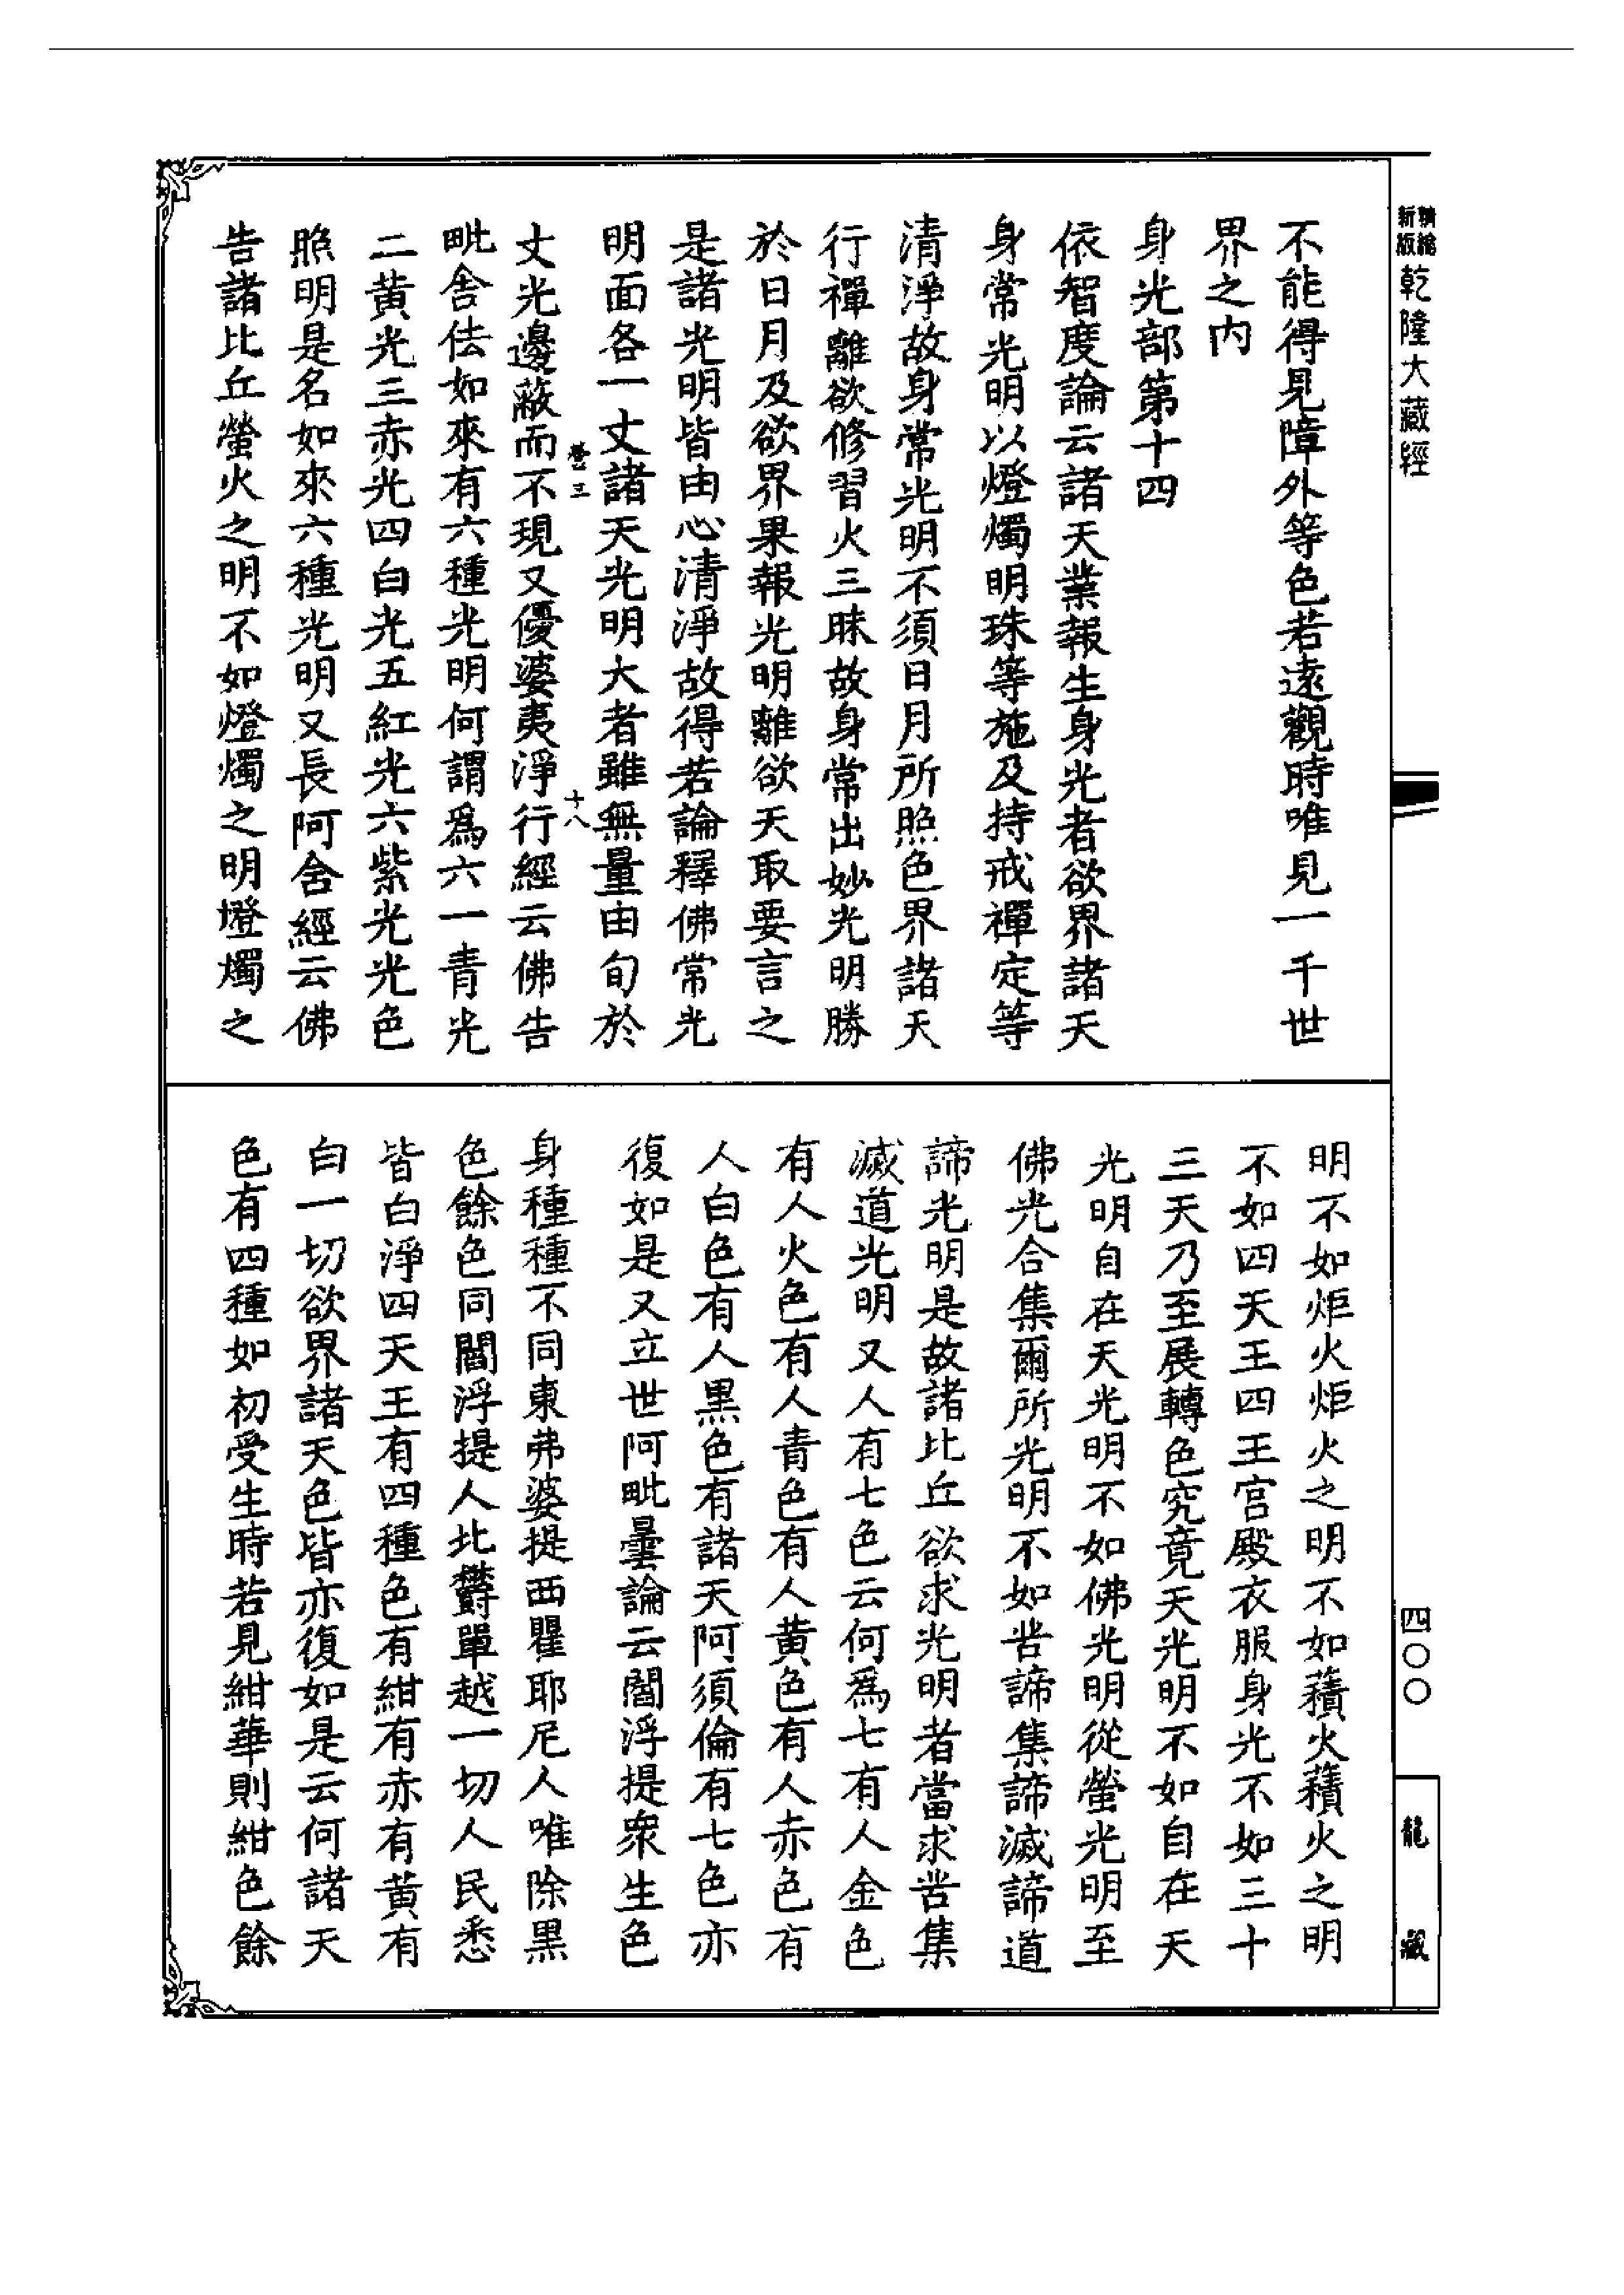 精繪
新版
乾隆大藏經
不能得見障外等色若遠觀時唯見一千世
界之内
身光部第十四
依智度論云諸天業報生身光者欲界諸天
身常光明以燈燭明珠等施及持戒禪定等
清淨故身常光明不須日月所照色界諸天
行禪離欲修習火三昧故身常出妙光明勝
於日月及欲界果報光明離欲天取要言之
是諸光明皆由心清淨故得若論釋佛常光
明面各一丈諸天光明大者雖無量由旬於
丈光邊蔽而不現又優婆夷淨行經云佛告
毗舍佉如來有六種光明何謂爲六一青光
二黃光三赤光四白光五紅光六紫光光色
照明是名如來六種光明又長阿舍經云佛
告諸比丘螢火之明不如燈燭之明燈燭之
十八
四〇〇
龍藏
明不如炬火炬火之明不如䕆火䕆火之明
不如四天王四王宮殿衣服身光不如三十
三天乃至展轉色究竟天光明不如自在天
光明自在天光明不如佛光明從螢光明至
佛光合集爾所光明不如苦諦集諦滅諦道
諦光明是故諸比丘欲求光明者當求苦集
滅道光明又人有七色云何爲七有人金色
有人火色有人青色有人黃色有人赤色有
人白色有人黑色有諸天阿須倫有七色亦
復如是又立世阿毗曇論云閻浮提衆生色
身種種不同東弗婆提西瞿耶尼人唯除黑
色餘色同閻浮提人北欝單越一切人民悉
皆白淨四天王有四種色有紺有赤有黃有
白一切欲界諸天色皆亦復如是云何諸天
色有四種如初受生時若見紺華則紺色餘